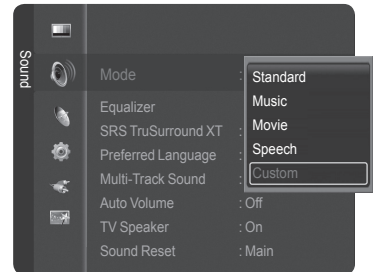 Sound
Mode :
Standard
Music
Movie
Speech
Custom
Equalizer
SRS TruSurround XT :
Preferred Language :
Multi-Track Sound :
Auto Volume : Off
TV Speaker : On
Sound Reset : Main